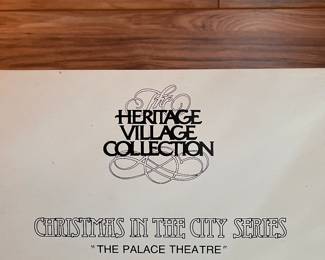 The
HERITAGE
VILLAGE
COLLECTION
CHRISTMAS IN THE CITY SERIES
"THE PALACE THEATRE"